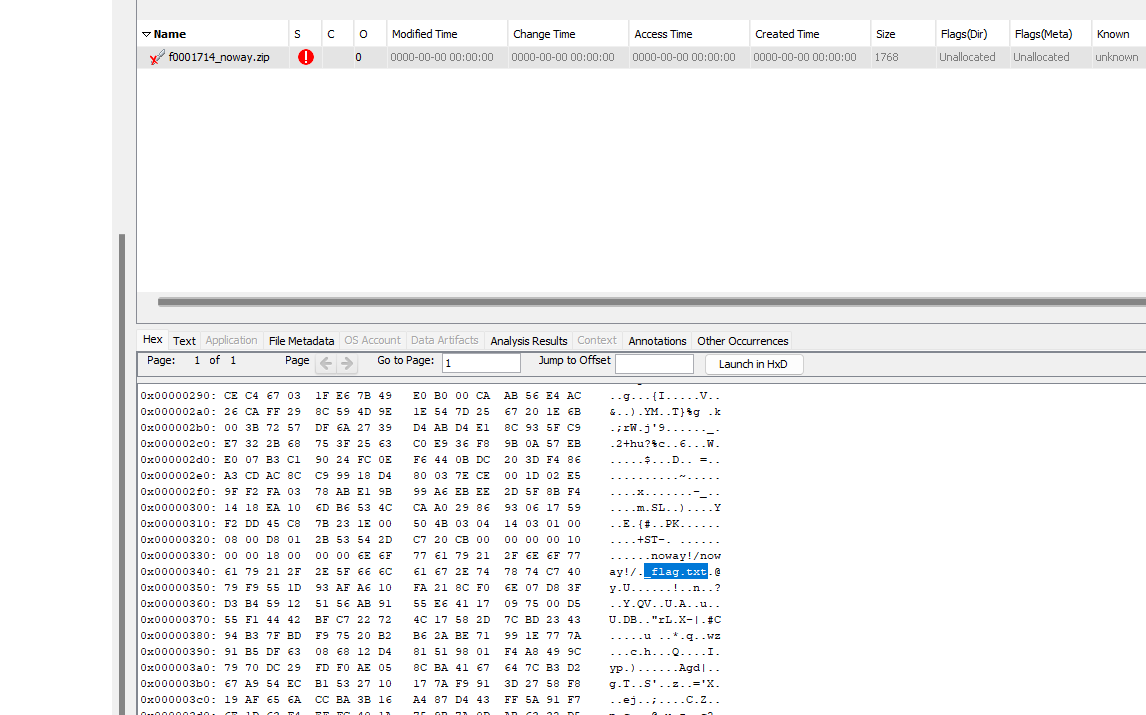 Name S C O Modified Time Change Time Access Time Created Time Size Flags(Dir) Flags(Meta) Known
f0001714_noway.zip 0 0000-00-00 00:00:00 0000-00-00 00:00:00 0000-00-00 00:00:00 0000-00-00 00:00:00 1768 Unallocated Unallocated unknown
Hex Text Application File Metadata OS Account Data Artifacts Analysis Results Context Annotations Other Occurrences
Page: 1 of 1 Page Go to Page: 1 Jump to Offset Launch in HxD
0x00000290: CE C4 67 03 1F E6 7B 49 E0 B0 00 CA AB 56 E4 AC ..g...{I.....V..
0x000002a0: 26 CA FF 29 8C 59 4D 9E 1E 54 7D 25 67 20 1E 6B &..).YM..T}%g .k
0x000002b0: 00 3B 72 57 DF 6A 27 39 D4 AB D4 E1 8C 93 5F C9 .;rW.j'9......_.
0x000002c0: E7 32 2B 68 75 3F 25 63 C0 E9 36 F8 9B 0A 57 EB .2+hu?%c..6...W.
0x000002d0: E0 07 B3 C1 90 24 FC 0E F6 44 0B DC 20 3D F4 86 .....$...D.. =..
0x000002e0: A3 CD AC 8C C9 99 18 D4 80 03 7E CE 00 1D 02 E5 ..........~.....
0x000002f0: 9F F2 FA 03 78 AB E1 9B 99 A6 EB EE 2D 5F 8B F4 ....x.......-_..
0x00000300: 14 18 EA 10 6D B6 53 4C CA A0 29 86 93 06 17 59 ....m.SL..)....Y
0x00000310: F2 DD 45 C8 7B 23 1E 00 50 4B 03 04 14 03 01 00 ..E.{#..PK......
0x00000320: 08 00 D8 01 2B 53 54 2D C7 20 CB 00 00 00 00 10 ....+ST-. ......
0x00000330: 00 00 18 00 00 00 6E 6F 77 61 79 21 2F 6E 6F 77 ......noway!/now
0x00000340: 61 79 21 2F 2E 5F 66 6C 61 67 2E 74 78 74 C7 40 ay!/._flag.txt.@
0x00000350: 79 F9 55 1D 93 AF A6 10 FA 21 8C F0 6E 07 D8 3F y.U......!..n..?
0x00000360: D3 B4 59 12 51 56 AB 91 55 E6 41 17 09 75 00 D5 ..Y.QV..U.A..u..
0x00000370: 55 F1 44 42 BF C7 22 72 4C 17 58 2D 7C BD 23 43 U.DB.."rL.X-|.#C
0x00000380: 94 B3 7F BD F9 75 20 B2 B6 2A BE 71 99 1E 77 7A .....u ..*.q..wz
0x00000390: 91 B5 DF 63 08 68 12 D4 81 51 98 01 F4 A8 49 9C ...c.h...Q....I.
0x000003a0: 79 70 DC 29 FD F0 AE 05 8C BA 41 67 64 7C B3 D2 yp.)......Agd|..
0x000003b0: 67 A9 54 EC B1 53 27 10 17 7A F9 91 3D 27 58 F8 g.T..S'..z..='X.
0x000003c0: 19 AF 65 6A CC BA 3B 16 A4 87 D4 43 FF 5A 91 F7 ..ej..;....C.Z..